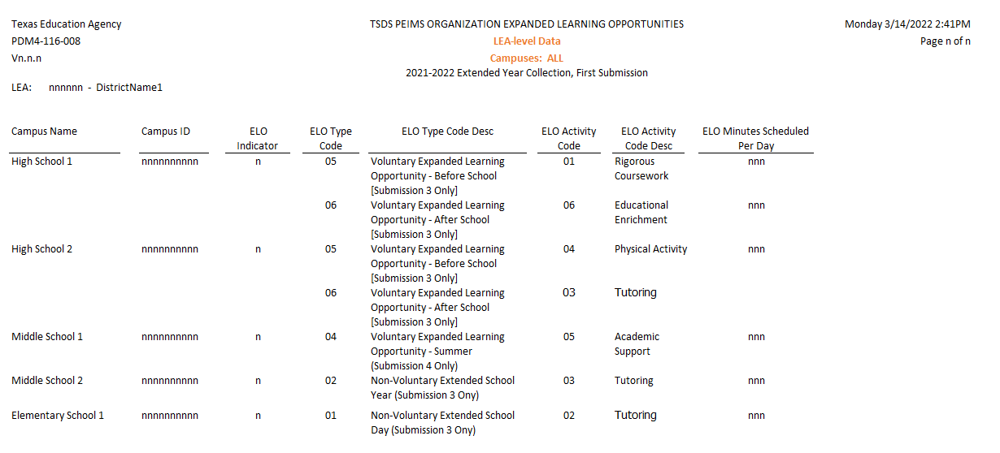 Texas Education Agency TSDS PEIMS ORGANIZATION EXPANDED LEARNING OPPORTUNITIES Monday 3/14/2022 2:41PM
PDM4-116-008 LEA-level Data Page n of n
Vn.n.n Campuses: ALL
2021-2022 Extended Year Collection, First Submission
LEA: nnnnnn - DistrictName1
Campus Name Campus ID ELO ELO Type ELO Type Code Desc ELO Activity ELO Activity ELO Minutes Scheduled
Indicator Code Code Code Desc Per Day
High School 1 nnnnnnnnnn n 05 Voluntary Expanded Learning 01 Rigorous nnn
Opportunity - Before School Coursework
[Submission 3 Only]
06 Voluntary Expanded Learning 06 Educational nnn
Opportunity - After School Enrichment
[Submission 3 Only]
High School 2 nnnnnnnnnn n 05 Voluntary Expanded Learning 04 Physical Activity nnn
Opportunity - Before School
[Submission 3 Only]
06 Voluntary Expanded Learning 03 Tutoring
Opportunity - After School
[Submission 3 Only]
Middle School 1 nnnnnnnnnn n 04 Voluntary Expanded Learning 05 Academic nnn
Opportunity - Summer Support
(Submission 4 Only)
Middle School 2 nnnnnnnnnn n 02 Non-Voluntary Extended School 03 Tutoring nnn
Year (Submission 3 Ony)
Elementary School 1 nnnnnnnnnn n 01 Non-Voluntary Extended School 02 Tutoring nnn
Day (Submission 3 Ony)